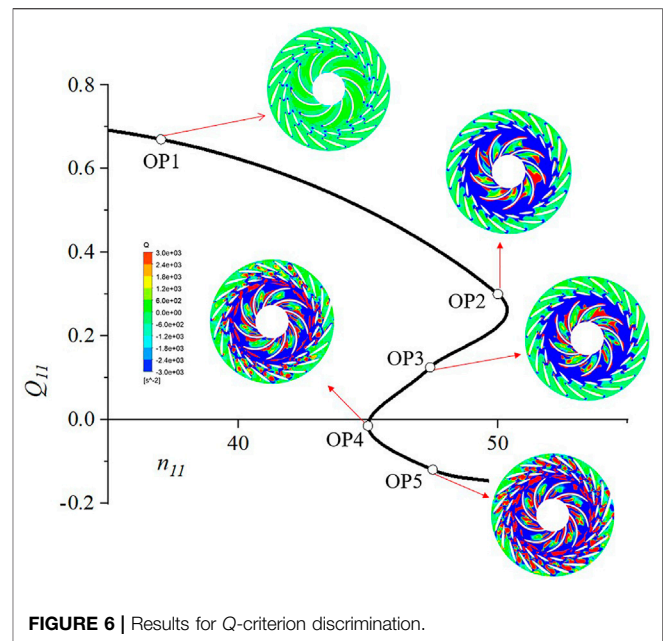 0.8
0.6
0.4
0.2
0.0
-0.2
Q11
n11
40
50
OP1
OP2
OP3
OP4
OP5
Q
3.0e+03
2.4e+03
1.8e+03
1.2e+03
6.0e+02
0.0e+00
-6.0e+02
-1.2e+03
-1.8e+03
-2.4e+03
-3.0e+03
[s^-2]
FIGURE 6 | Results for Q-criterion discrimination.